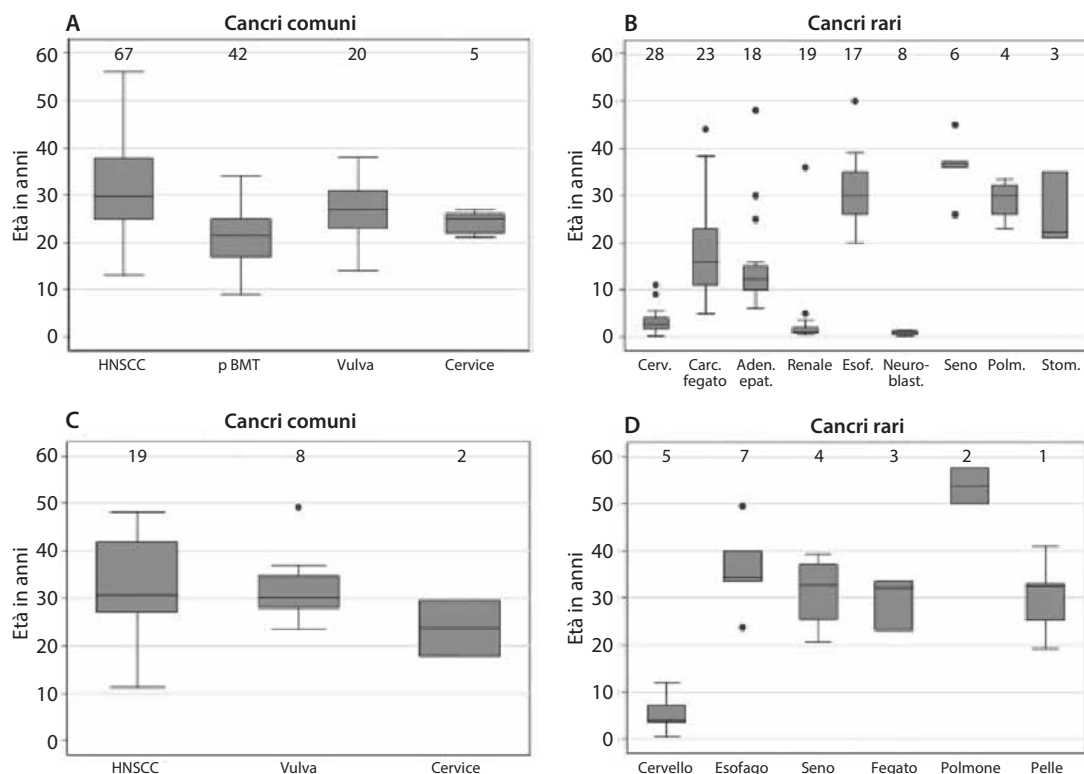 A
Cancri comuni
67 42 20 5
Età in anni
60
50
40
30
20
10
0
HNSCC p BMT Vulva Cervice
B
Cancri rari
28 23 18 19 17 8 6 4 3
Età in anni
60
50
40
30
20
10
0
Cerv. Carc. Aden. Renale Esof. Neuro- Seno Polm. Stom.
fegato epat. blast.
C
Cancri comuni
19 8 2
Età in anni
60
50
40
30
20
10
0
HNSCC Vulva Cervice
D
Cancri rari
5 7 4 3 2 1
Età in anni
60
50
40
30
20
10
0
Cervello Esofago Seno Fegato Polmone Pelle